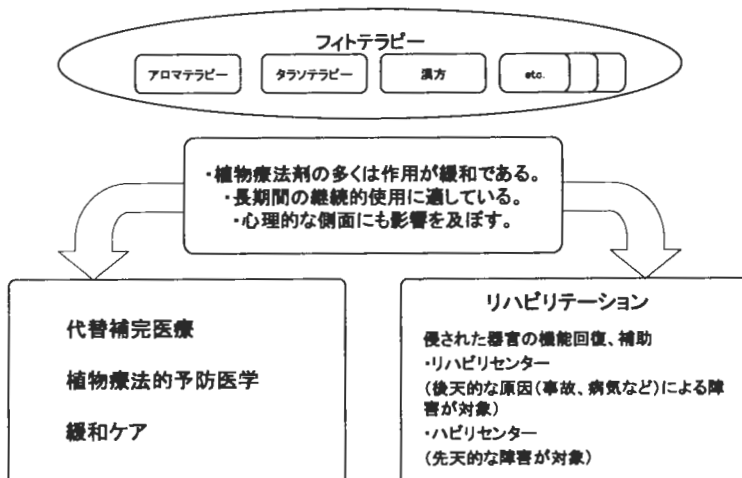 フィトテラピー
アロマテラピー
タラソテラピー
漢方
etc.
・植物療法剤の多くは作用が緩和である。
・長期間の継続的使用に適している。
・心理的な側面にも影響を及ぼす。
代替補完医療
植物療法的予防医学
緩和ケア
リハビリテーション
侵された器官の機能回復、補助
・リハビリセンター
(後天的な原因(事故、病気など)による障
害が対象)
・ハビリセンター
(先天的な障害が対象)